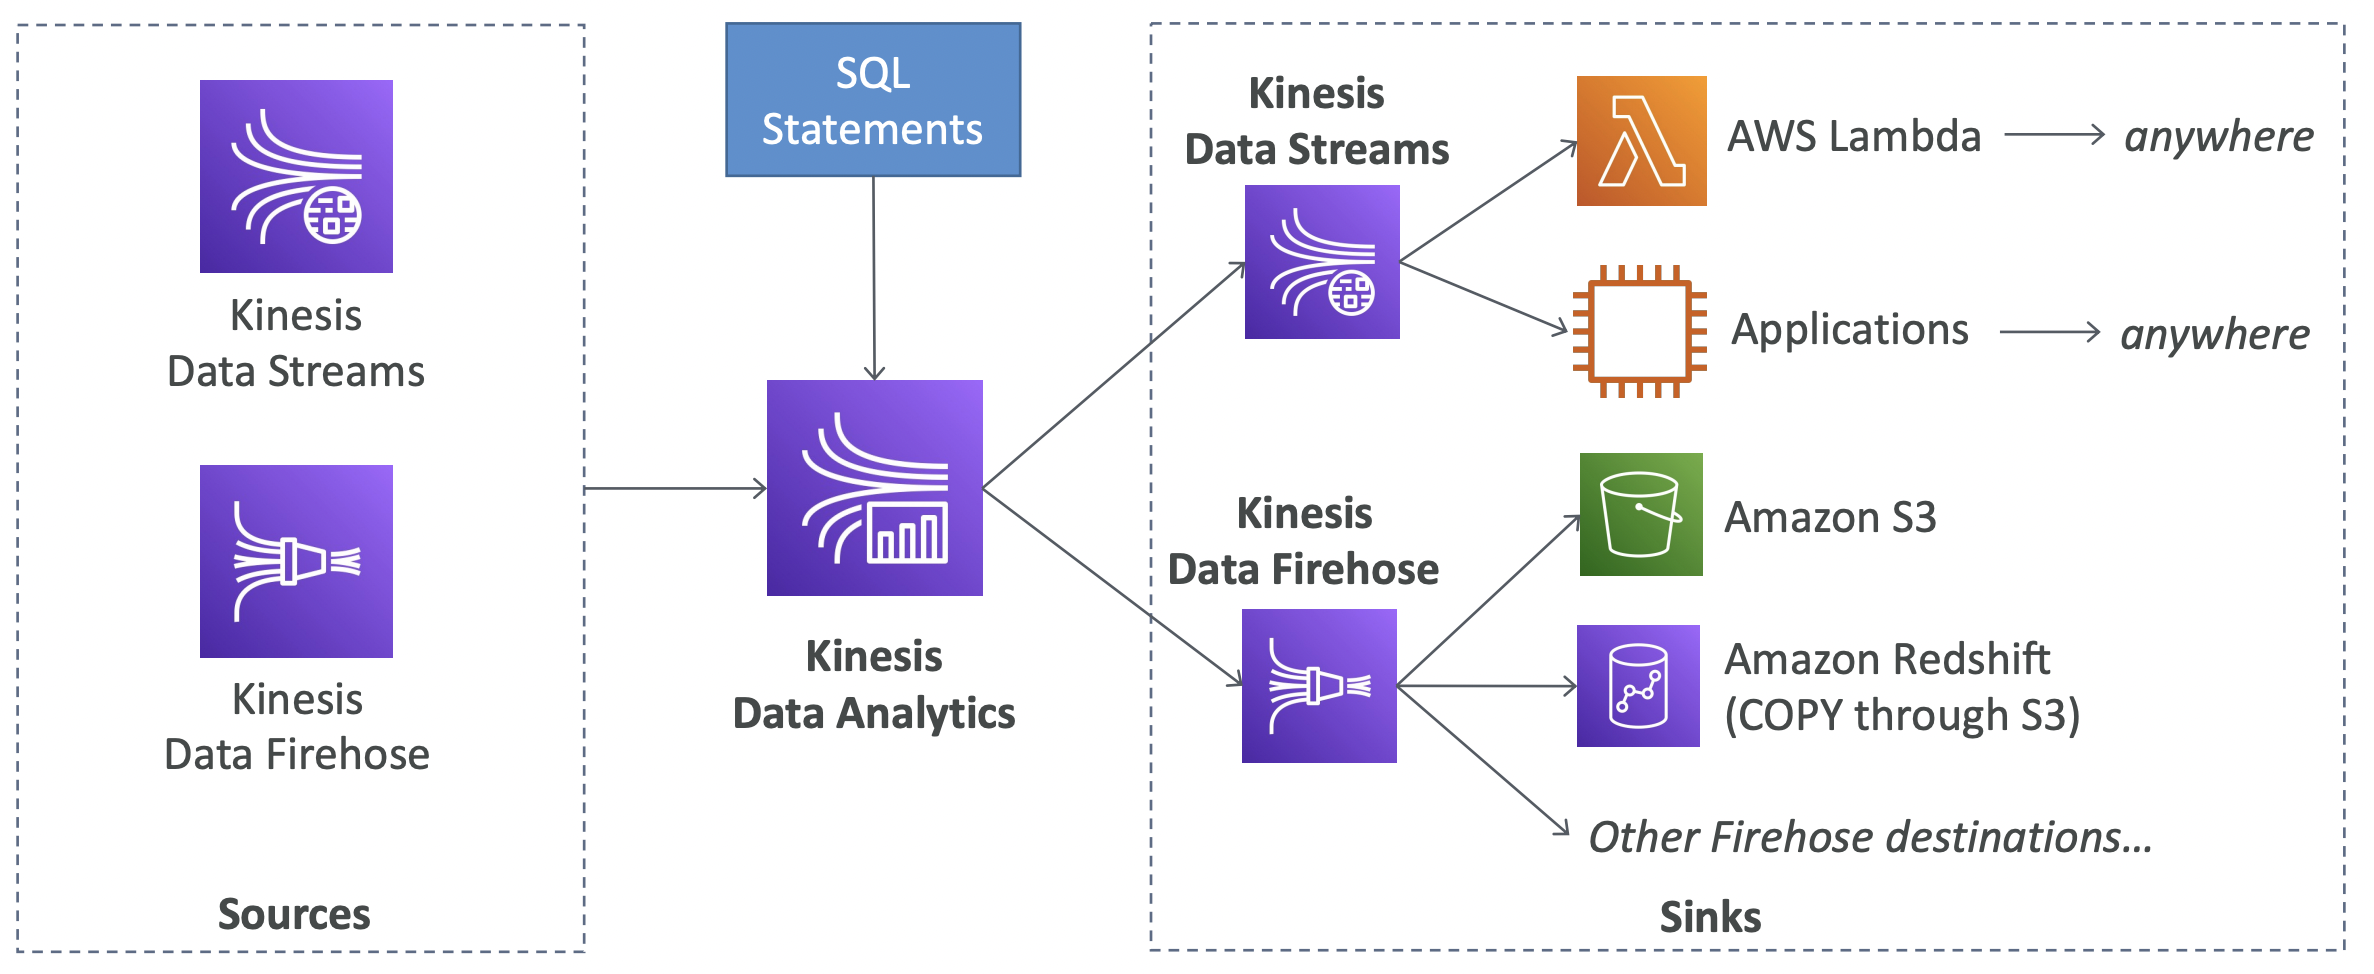 Kinesis
Data Streams
Kinesis
Data Firehose
Sources
SQL
Statements
Kinesis
Data Analytics
Kinesis
Data Streams
AWS Lambda
anywhere
Applications
anywhere
Kinesis
Data Firehose
Amazon S3
Amazon Redshift
(COPY through S3)
Other Firehose destinations...
Sinks